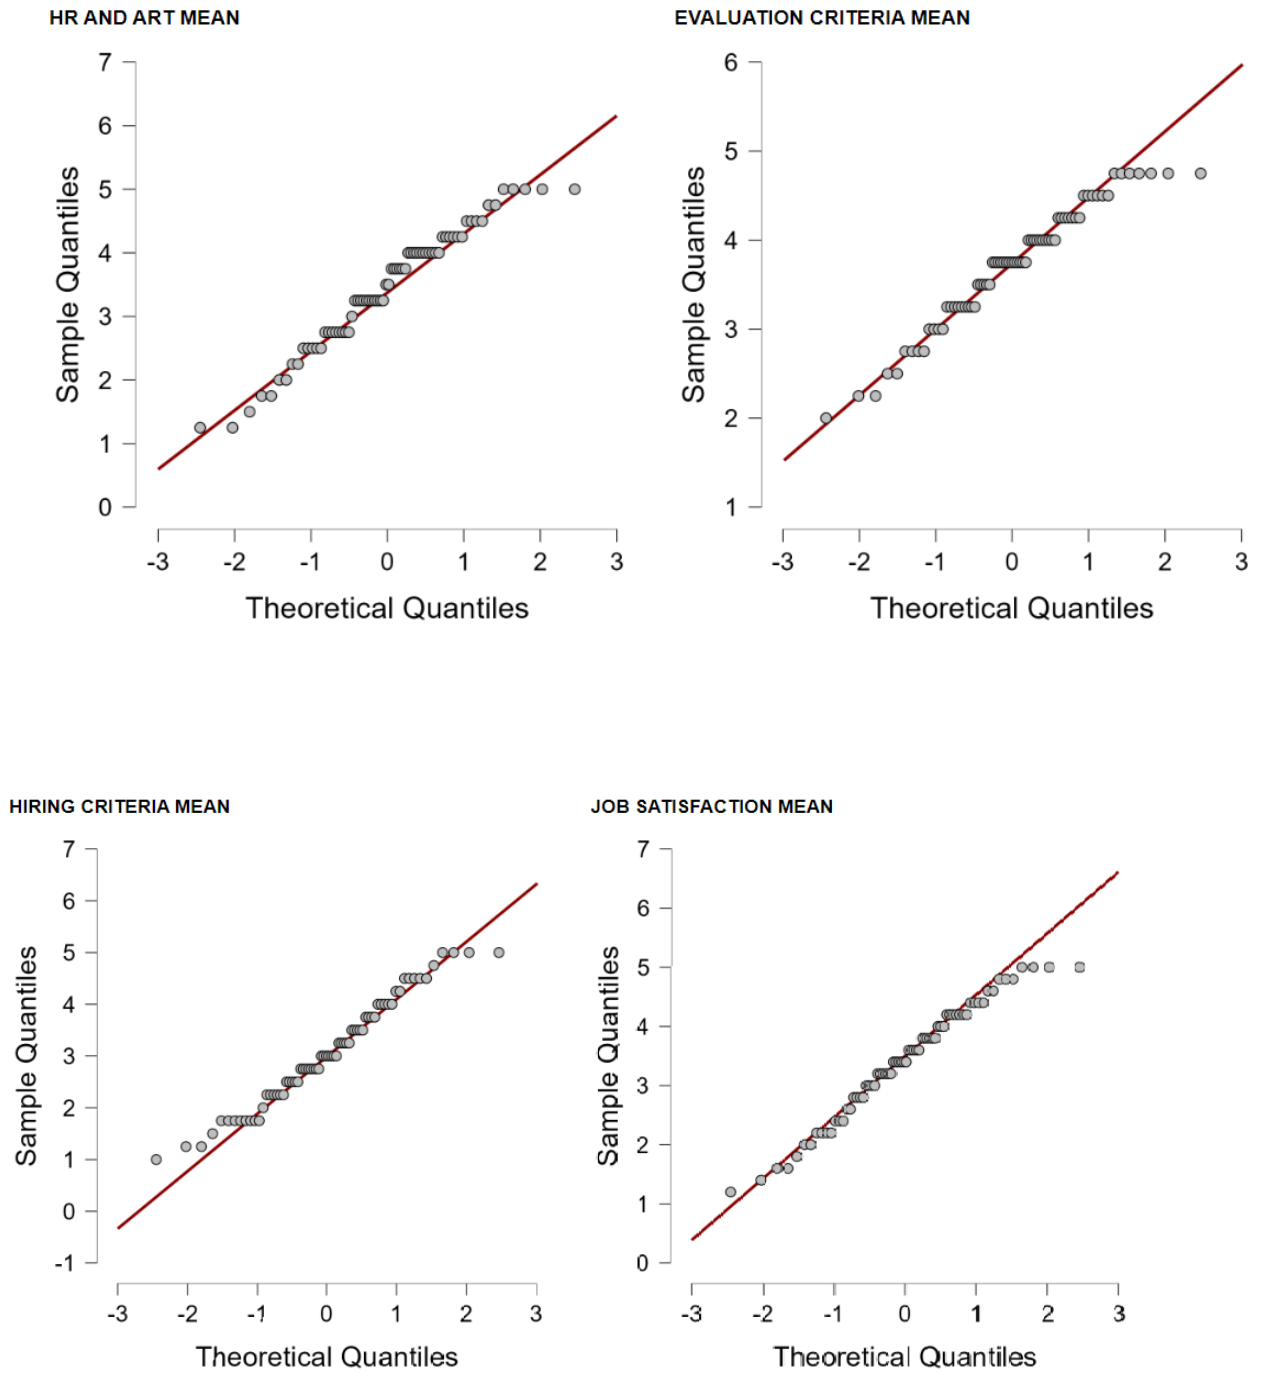 HR AND ART MEAN
7
6
5
4
3
2
1
0
Sample Quantiles
-3 -2 -1 0 1 2 3
Theoretical Quantiles
EVALUATION CRITERIA MEAN
6
5
4
3
2
1
Sample Quantiles
-3 -2 -1 0 1 2 3
Theoretical Quantiles
HIRING CRITERIA MEAN
7
6
5
4
3
2
1
0
-1
Sample Quantiles
-3 -2 -1 0 1 2 3
Theoretical Quantiles
JOB SATISFACTION MEAN
7
6
5
4
3
2
1
0
Sample Quantiles
-3 -2 -1 0 1 2 3
Theoretical Quantiles